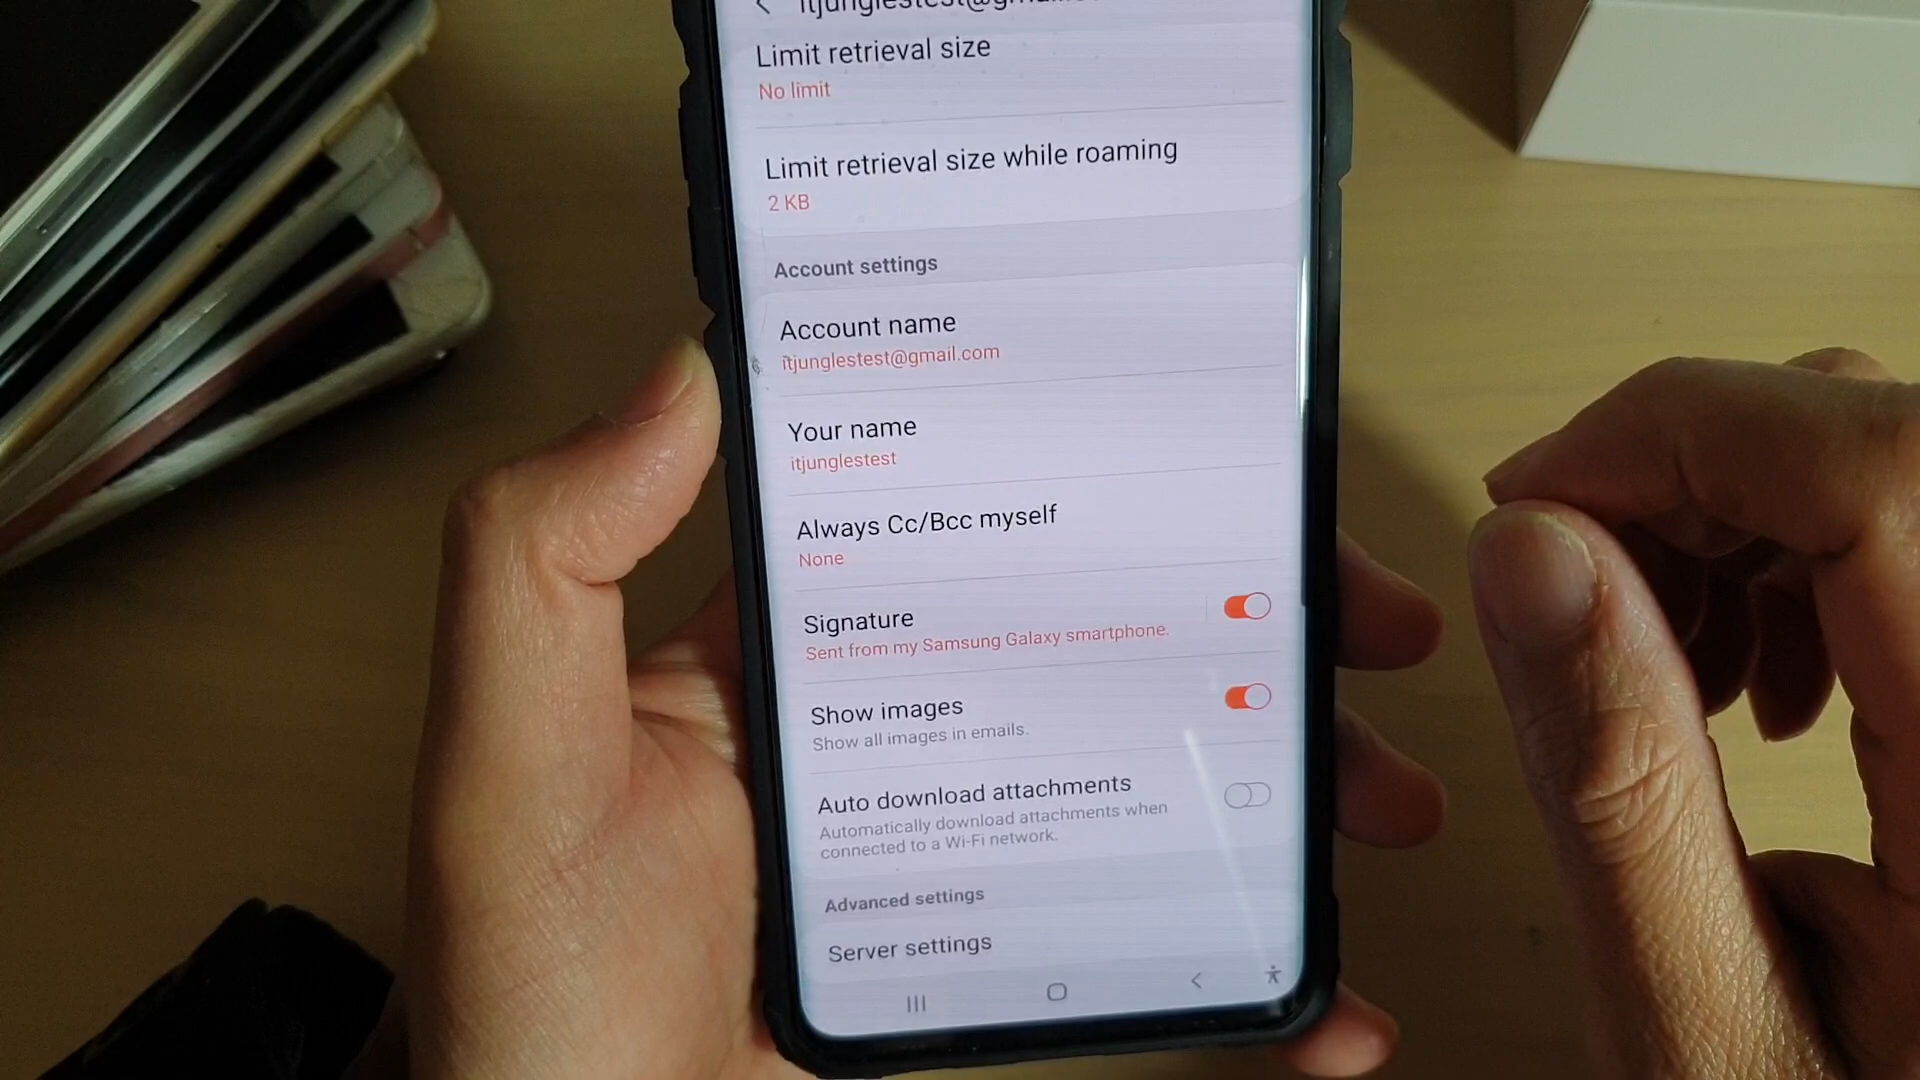 Limit retrieval size
No limit
Limit retrieval size while roaming
2 KB
Account settings
Account name
itjunglestest@gmail.com
Your name
itjunglestest
Always Cc/Bcc myself
None
Signature
Sent from my Samsung Galaxy smartphone.
Show images
Show all images in emails.
Auto download attachments
Automatically download attachments when
connected to a Wi-Fi network.
Advanced settings
Server settings